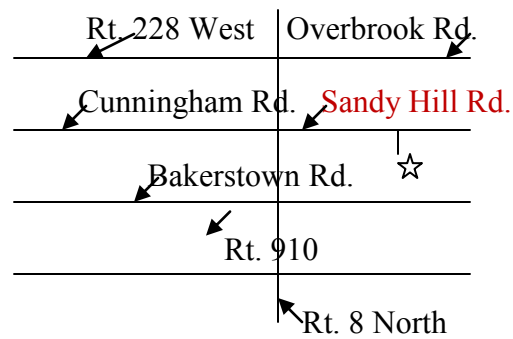 Rt. 228 West Overbrook Rd.
Cunningham Rd. Sandy Hill Rd.
Bakerstown Rd.
Rt. 910
Rt. 8 North